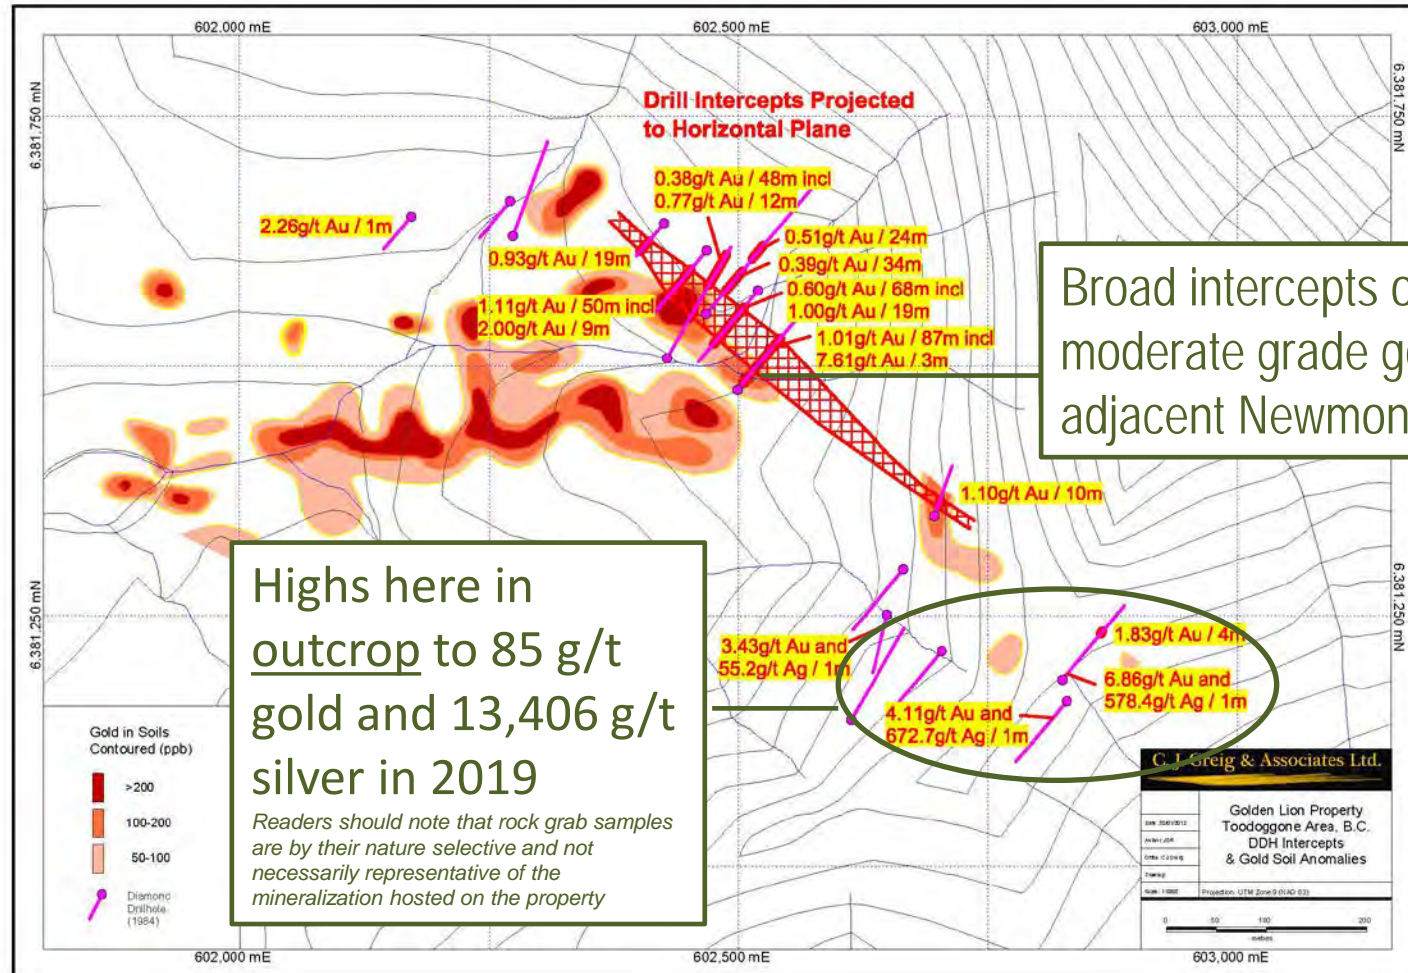 602,000 mE
602,500 mE
603,000 mE
6,381,750 mN
6,381,750 mN
Drill Intercepts Projected
to Horizontal Plane
0.38g/t Au / 48m incl
0.77g/t Au / 12m
2.26g/t Au / 1m
0.51g/t Au / 24m
0.93g/t Au / 19m
0.39g/t Au / 34m
0.60g/t Au / 68m incl
1.00g/t Au / 19m
1.11g/t Au / 50m incl
2.00g/t Au / 9m
1.01g/t Au / 87m incl
7.61g/t Au / 3m
Broad intercepts
moderate grade
adjacent
1.10g/t Au / 10m
Highs here in
outcrop to 85 g/t
gold and 13,406 g/t
silver in 2019
Readers should note that rock grab samples
are by their nature selective and not
necessarily representative of the
mineralization hosted on the property
6,381,250 mN
6,381,250 mN
3.43g/t Au and
55.2g/t Ag / 1m
1.83g/t Au / 4m
6.86g/t Au and
578.4g/t Ag / 1m
4.11g/t Au and
672.7g/t Ag / 1m
Gold in Soils
Contoured (ppb)
>200
100-200
50-100
Diamond
Drillhole
(1984)
C. J. Greig & Associates Ltd.
Golden Lion Property
Toodoggone Area, B.C.
DDH Intercepts
& Gold Soil Anomalies
Projection: UTM Zone 9 (NAD 83)
0 50 100 200
metres
602,000 mE
602,500 mE
603,000 mE